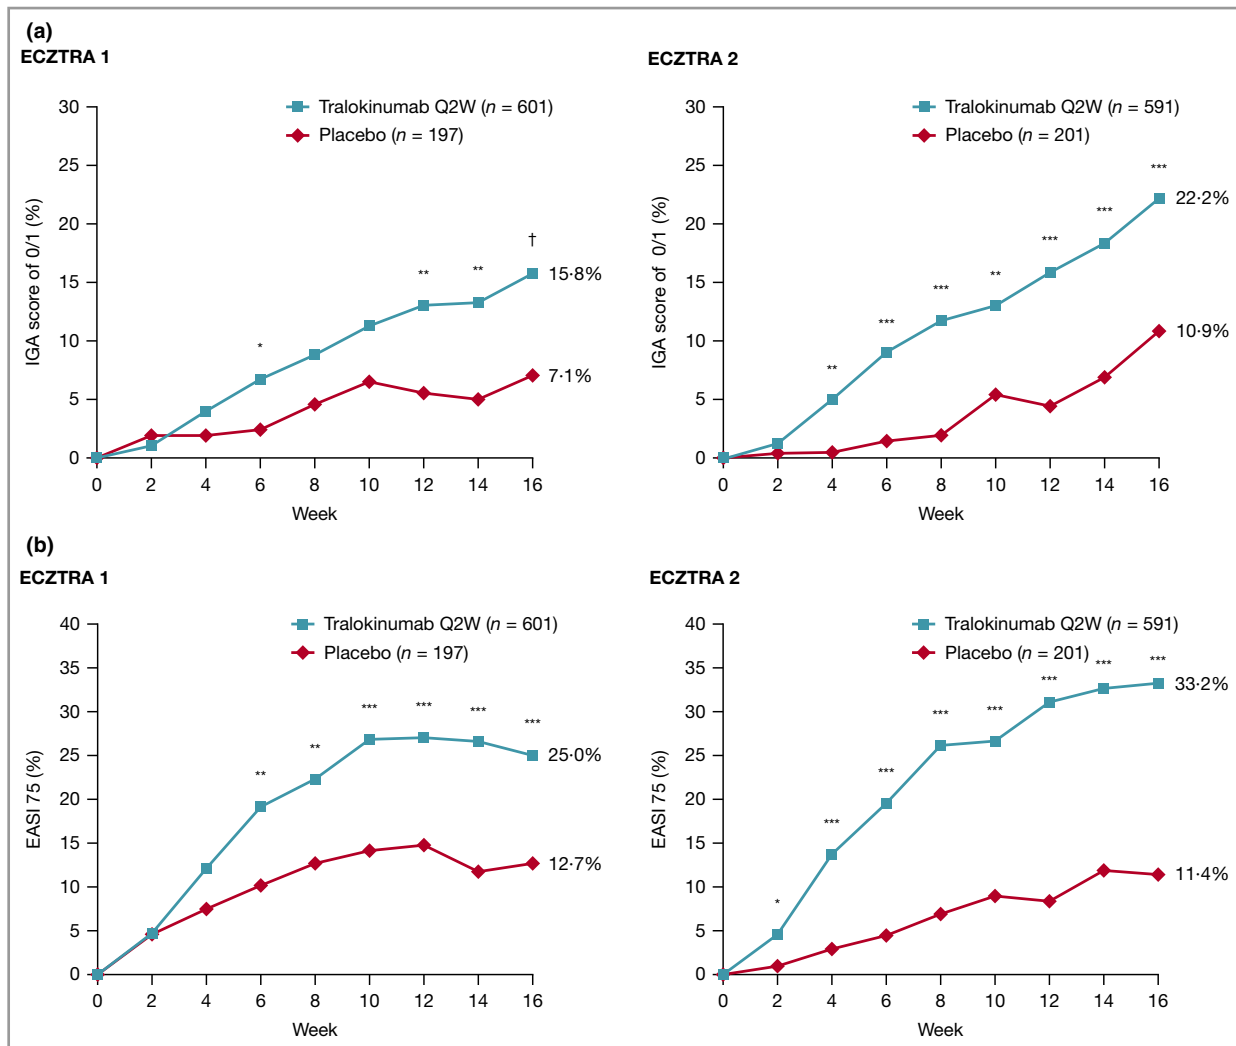 (a)
ECZTRA 1
Tralokinumab Q2W (n = 601)
Placebo (n = 197)
IGA score of 0/1 (%)
30
25
20
15
10
5
0
*
**
**
†
15·8%
7·1%
0 2 4 6 8 10 12 14 16
Week
ECZTRA 2
Tralokinumab Q2W (n = 591)
Placebo (n = 201)
IGA score of 0/1 (%)
30
25
20
15
10
5
0
**
***
***
**
***
***
***
22·2%
10·9%
0 2 4 6 8 10 12 14 16
Week
(b)
ECZTRA 1
Tralokinumab Q2W (n = 601)
Placebo (n = 197)
EASI 75 (%)
40
35
30
25
20
15
10
5
0
**
**
***
***
***
***
25·0%
12·7%
0 2 4 6 8 10 12 14 16
Week
ECZTRA 2
Tralokinumab Q2W (n = 591)
Placebo (n = 201)
EASI 75 (%)
40
35
30
25
20
15
10
5
0
*
***
***
***
***
***
***
***
33·2%
11·4%
0 2 4 6 8 10 12 14 16
Week